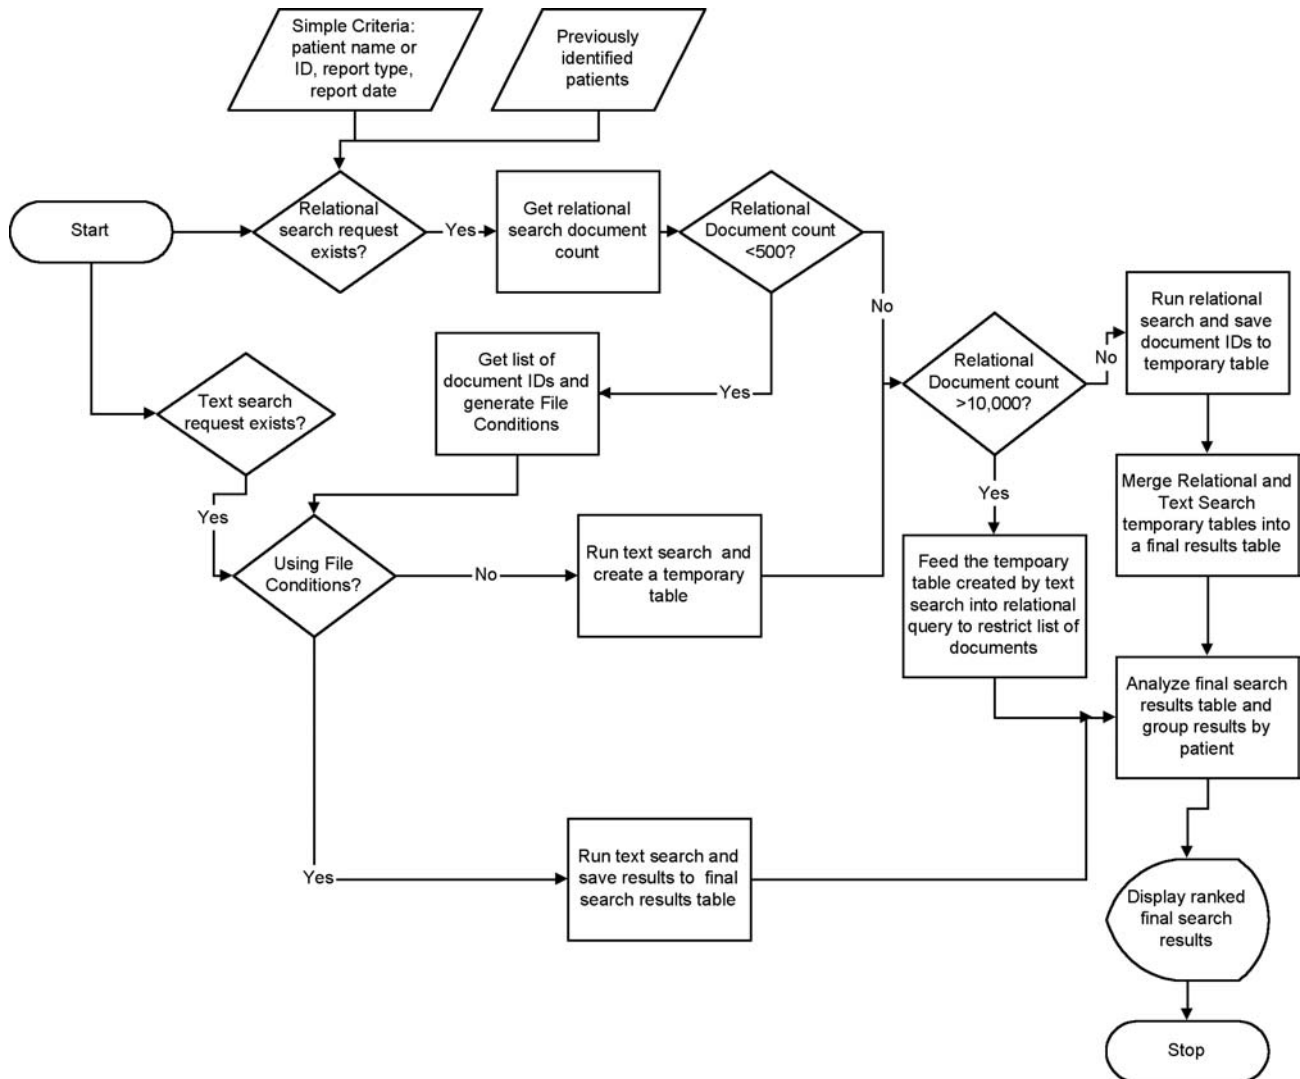 Simple Criteria:
patient name or
ID, report type,
report date
Previously
identified
patients
Start
Relational
search request
exists?
Yes
Get relational
search document
count
Relational
Document count
<500?
No
Yes
Run relational
search and save
document IDs to
temporary table
Get list of
document IDs and
generate File
Conditions
Relational
Document count
>10,000?
No
Text search
request exists?
Yes
Yes
Merge Relational and
Text Search
temporary tables into
a final results table
Using File
Conditions?
No
Run text search and
create a temporary
table
Feed the tempoary
table created by text
search into relational
query to restrict list of
documents
Analyze final search
results table and
group results by
patient
Yes
Run text search and
save results to final
search results table
Display ranked
final search
results
Stop